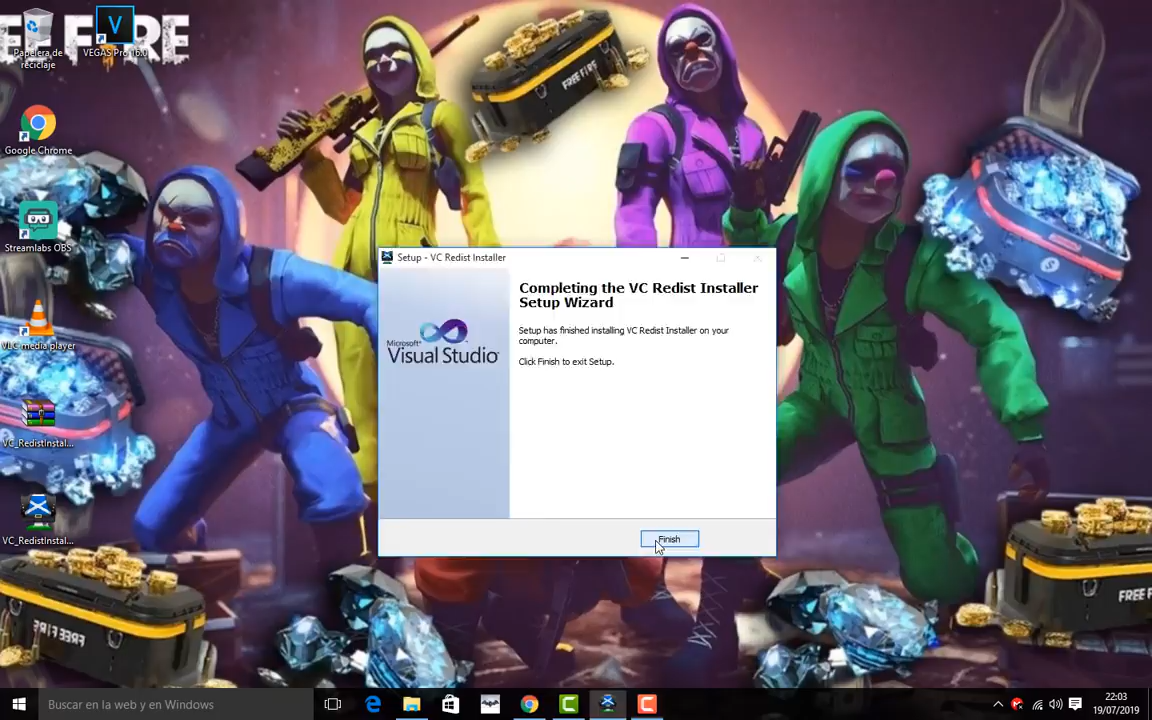 EE FIRE
Papelera de
reciclaje
VEGAS Pro 16.0
FREE FIRE
Google Chrome
Streamlabs OBS
VLC media player
VC_RedistInstal...
VC_RedistInstal...
Setup - VC Redist Installer
Completing the VC Redist Installer
Setup Wizard
Setup has finished installing VC Redist Installer on your
computer.
Click Finish to exit Setup.
Microsoft®
Visual Studio
Finish
FREE FIRE
FREE F
Buscar en la web y en Windows
22:03
19/07/2019